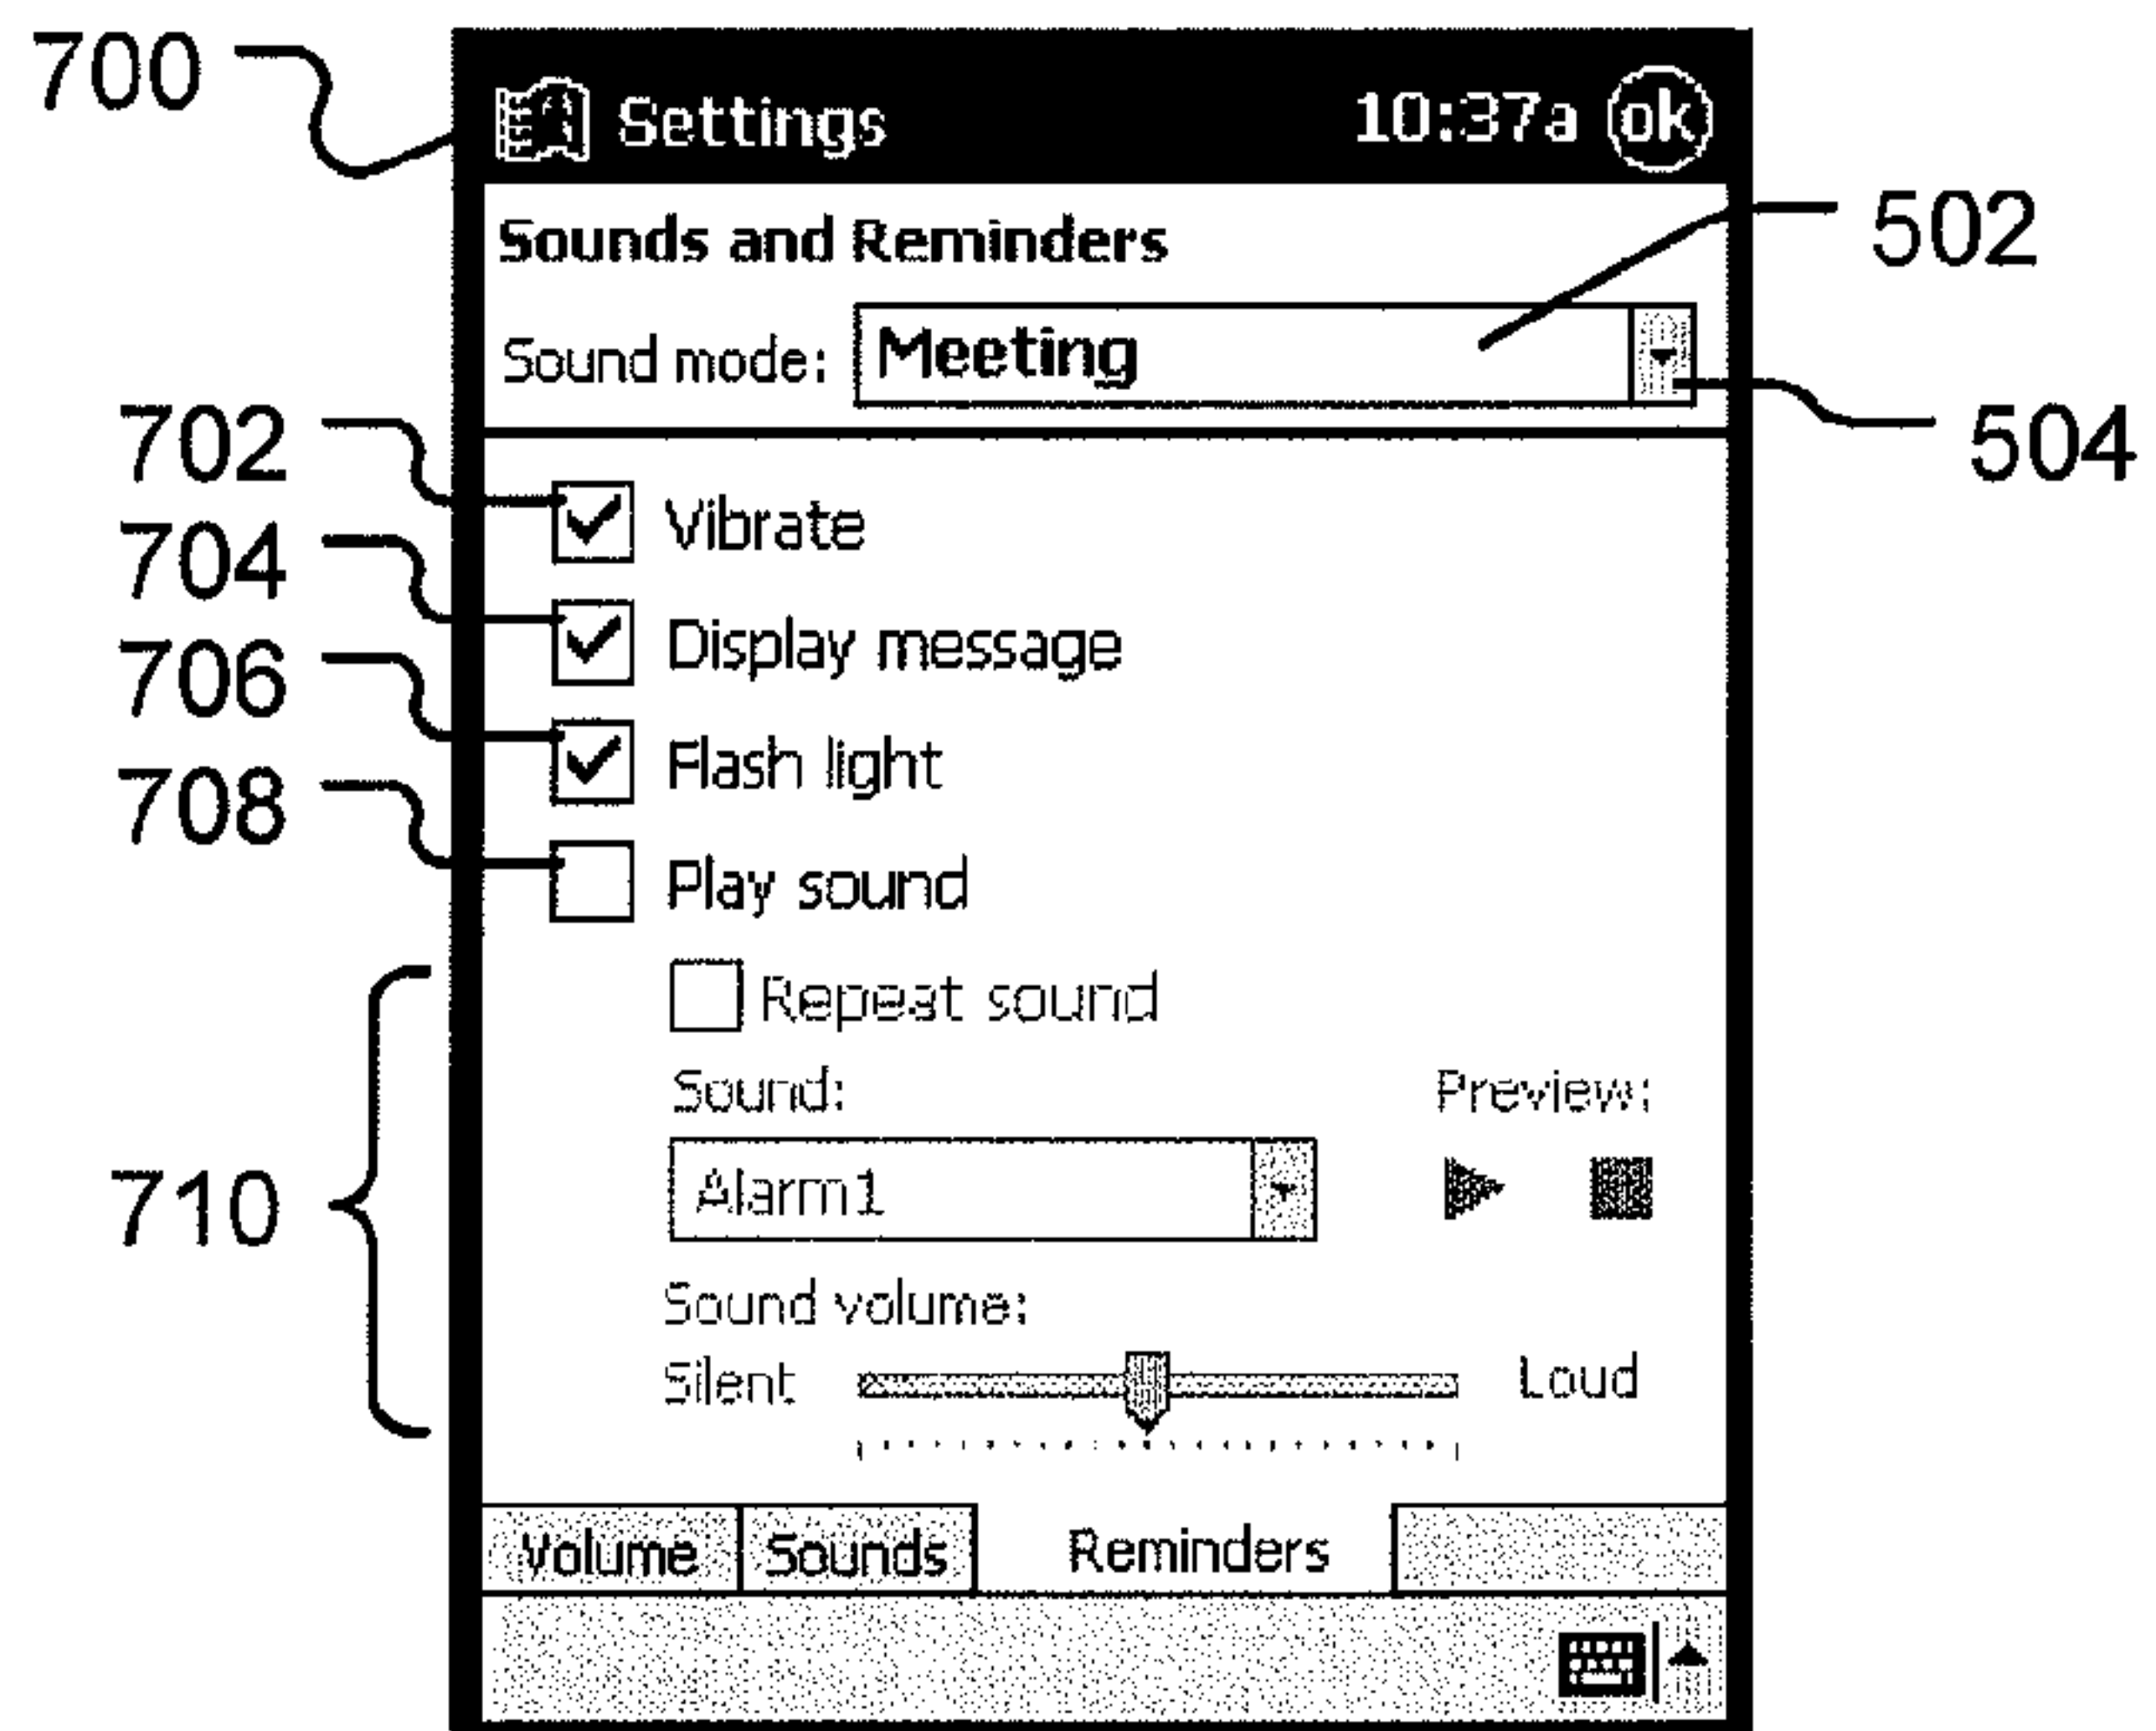 700
Settings 10:37a ok
Sounds and Reminders
502
Sound mode: Meeting
504
702 Vibrate
704 Display message
706 Flash light
708 Play sound
Repeat sound
Sound: Preview:
710 Alarm1
Sound volume:
Silent Loud
Volume Sounds Reminders